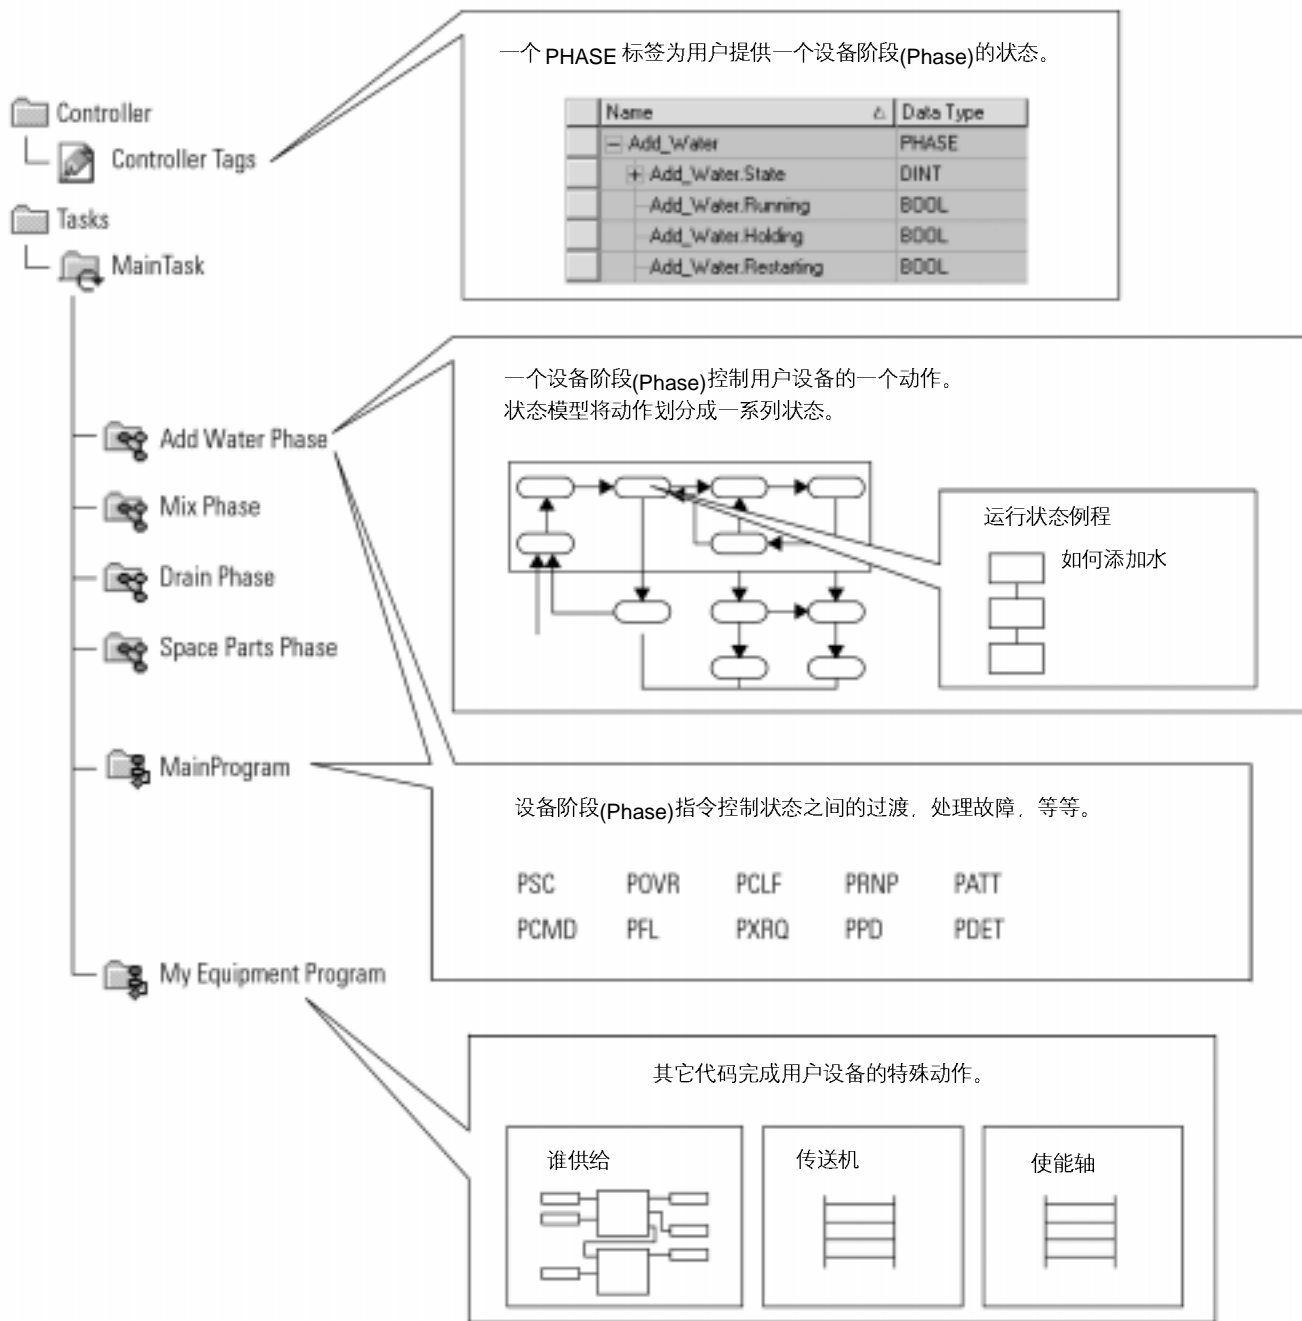 一个 PHASE 标签为用户提供一个设备阶段(Phase)的状态。
Controller
Controller Tags
Tasks
MainTask
Name Data Type
Add_Water PHASE
Add_Water.State DINT
Add_Water.Running BOOL
Add_Water.Holding BOOL
Add_Water.Restarting BOOL
一个设备阶段(Phase)控制用户设备的一个动作。
状态模型将动作划分成一系列状态。
Add Water Phase
Mix Phase
Drain Phase
Space Parts Phase
运行状态例程
如何添加水
MainProgram
设备阶段(Phase)指令控制状态之间的过渡，处理故障，等等。
PSC POVR PCLF PRNP PATT
PCMD PFL PXRQ PPD PDET
My Equipment Program
其它代码完成用户设备的特殊动作。
谁供给
传送机
使能轴